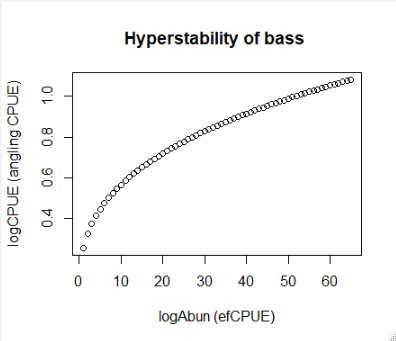 Hyperstability of bass
logCPUE (angling CPUE)
1.0
0.8
0.6
0.4
0 10 20 30 40 50 60
logAbun (efCPUE)